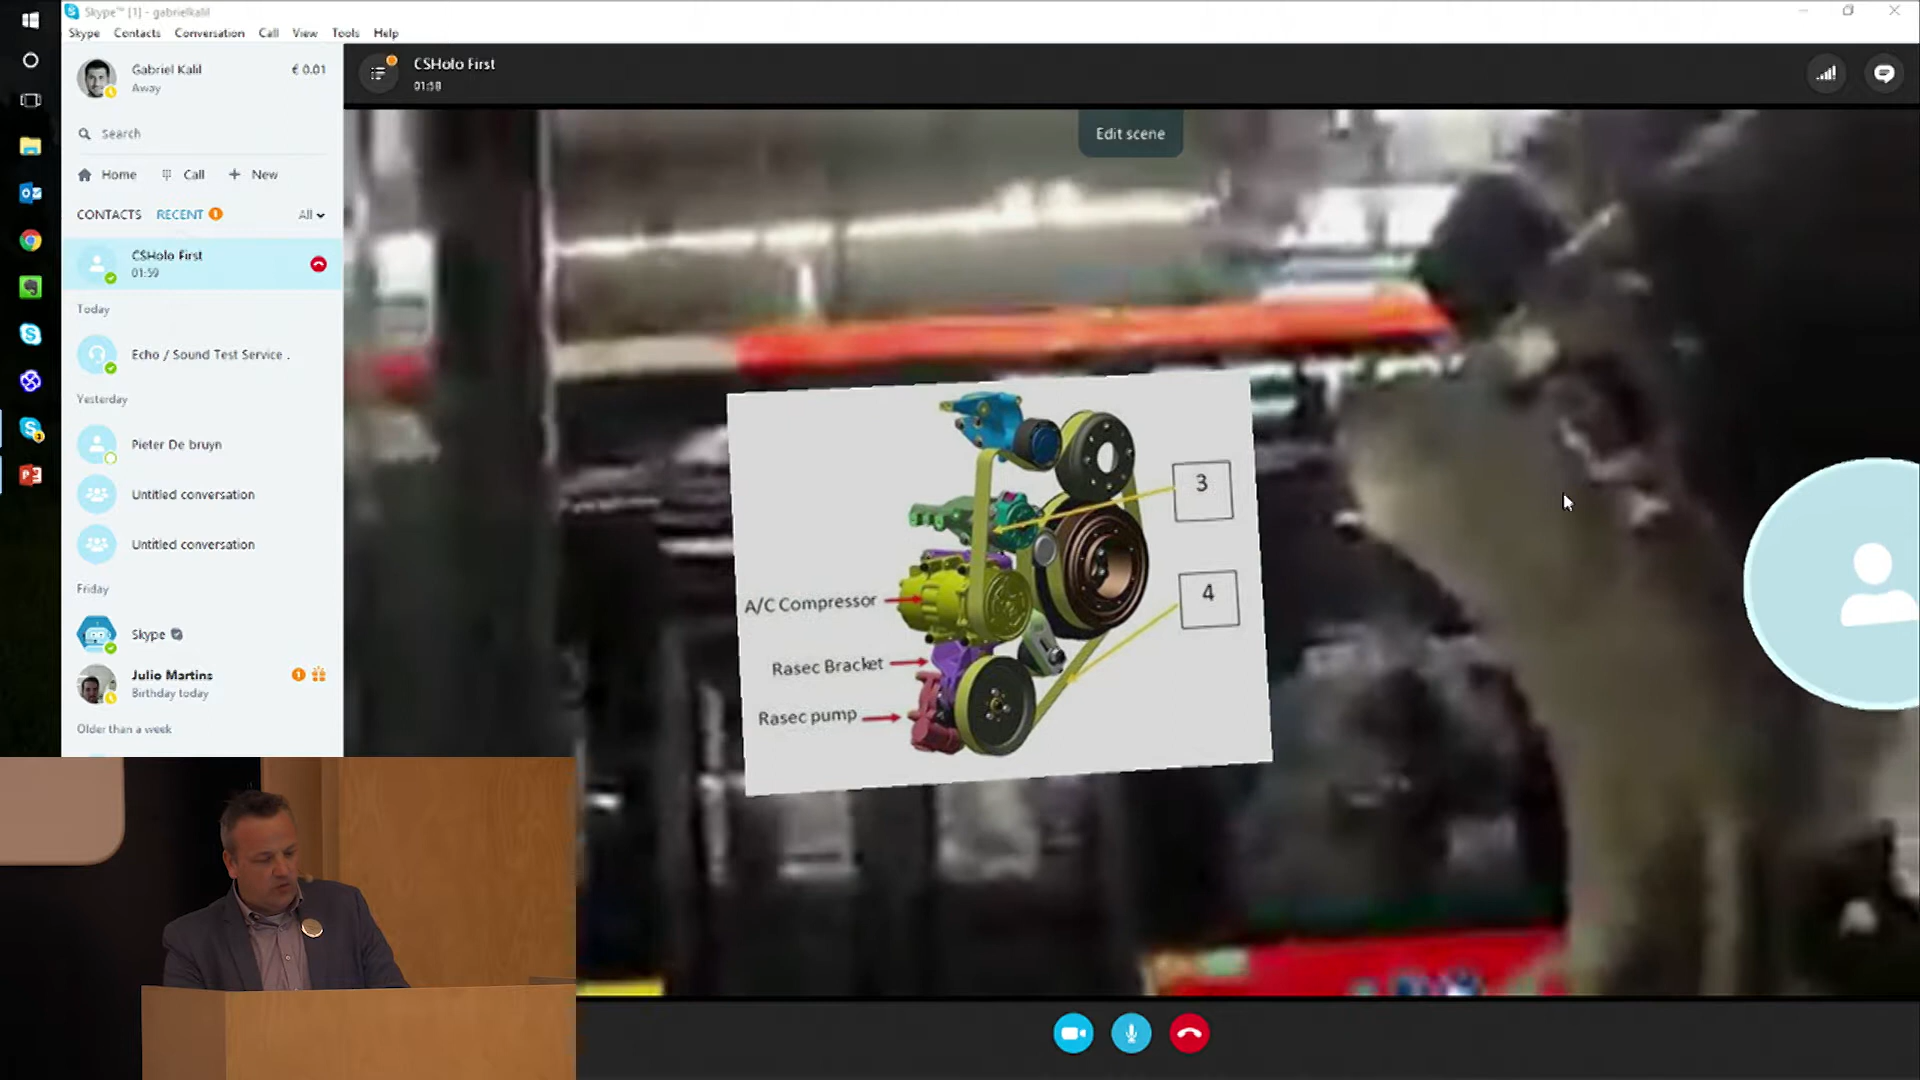 Skype™ [1] - gabrielkalil
Skype Contacts Conversation Call View Tools Help
Gabriel Kalil
€ 0.01
Away
Search
Home Call New
CONTACTS RECENT 1 All
CSHolo First
01:59
Today
Echo / Sound Test Service .
Yesterday
Pieter De bruyn
Untitled conversation
Untitled conversation
Friday
Skype
Julio Martins 1
Birthday today
Older than a week
CSHolo First
01:58
Edit scene
3
4
A/C Compressor
Rasec Bracket
Rasec pump